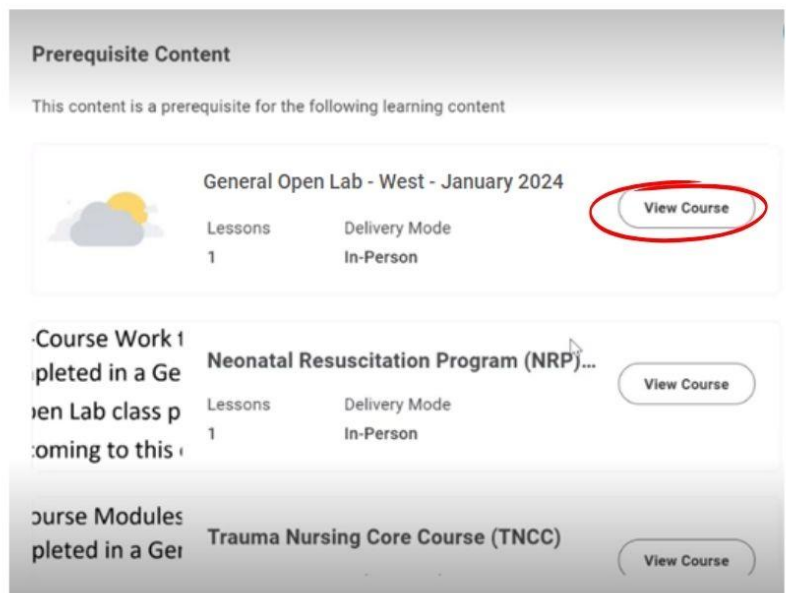 Prerequisite Content
This content is a prerequisite for the following learning content
General Open Lab - West - January 2024
View Course
Lessons
Delivery Mode
1
In-Person
-Course Work t
pleted in a Ge
en Lab class p
oming to this
Neonatal Resuscitation Program (NRP)...
View Course
Lessons
Delivery Mode
1
In-Person
ourse Modules
pleted in a Ger
Trauma Nursing Core Course (TNCC)
View Course